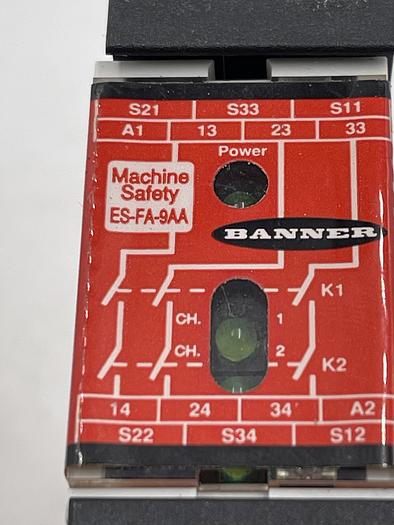 S21 S33 S11
A1 13 23 33
Power
Machine
Safety
ES-FA-9AA
BANNER
K1
CH. 1
CH. 2
K2
14 24 34 A2
S22 S34 S12